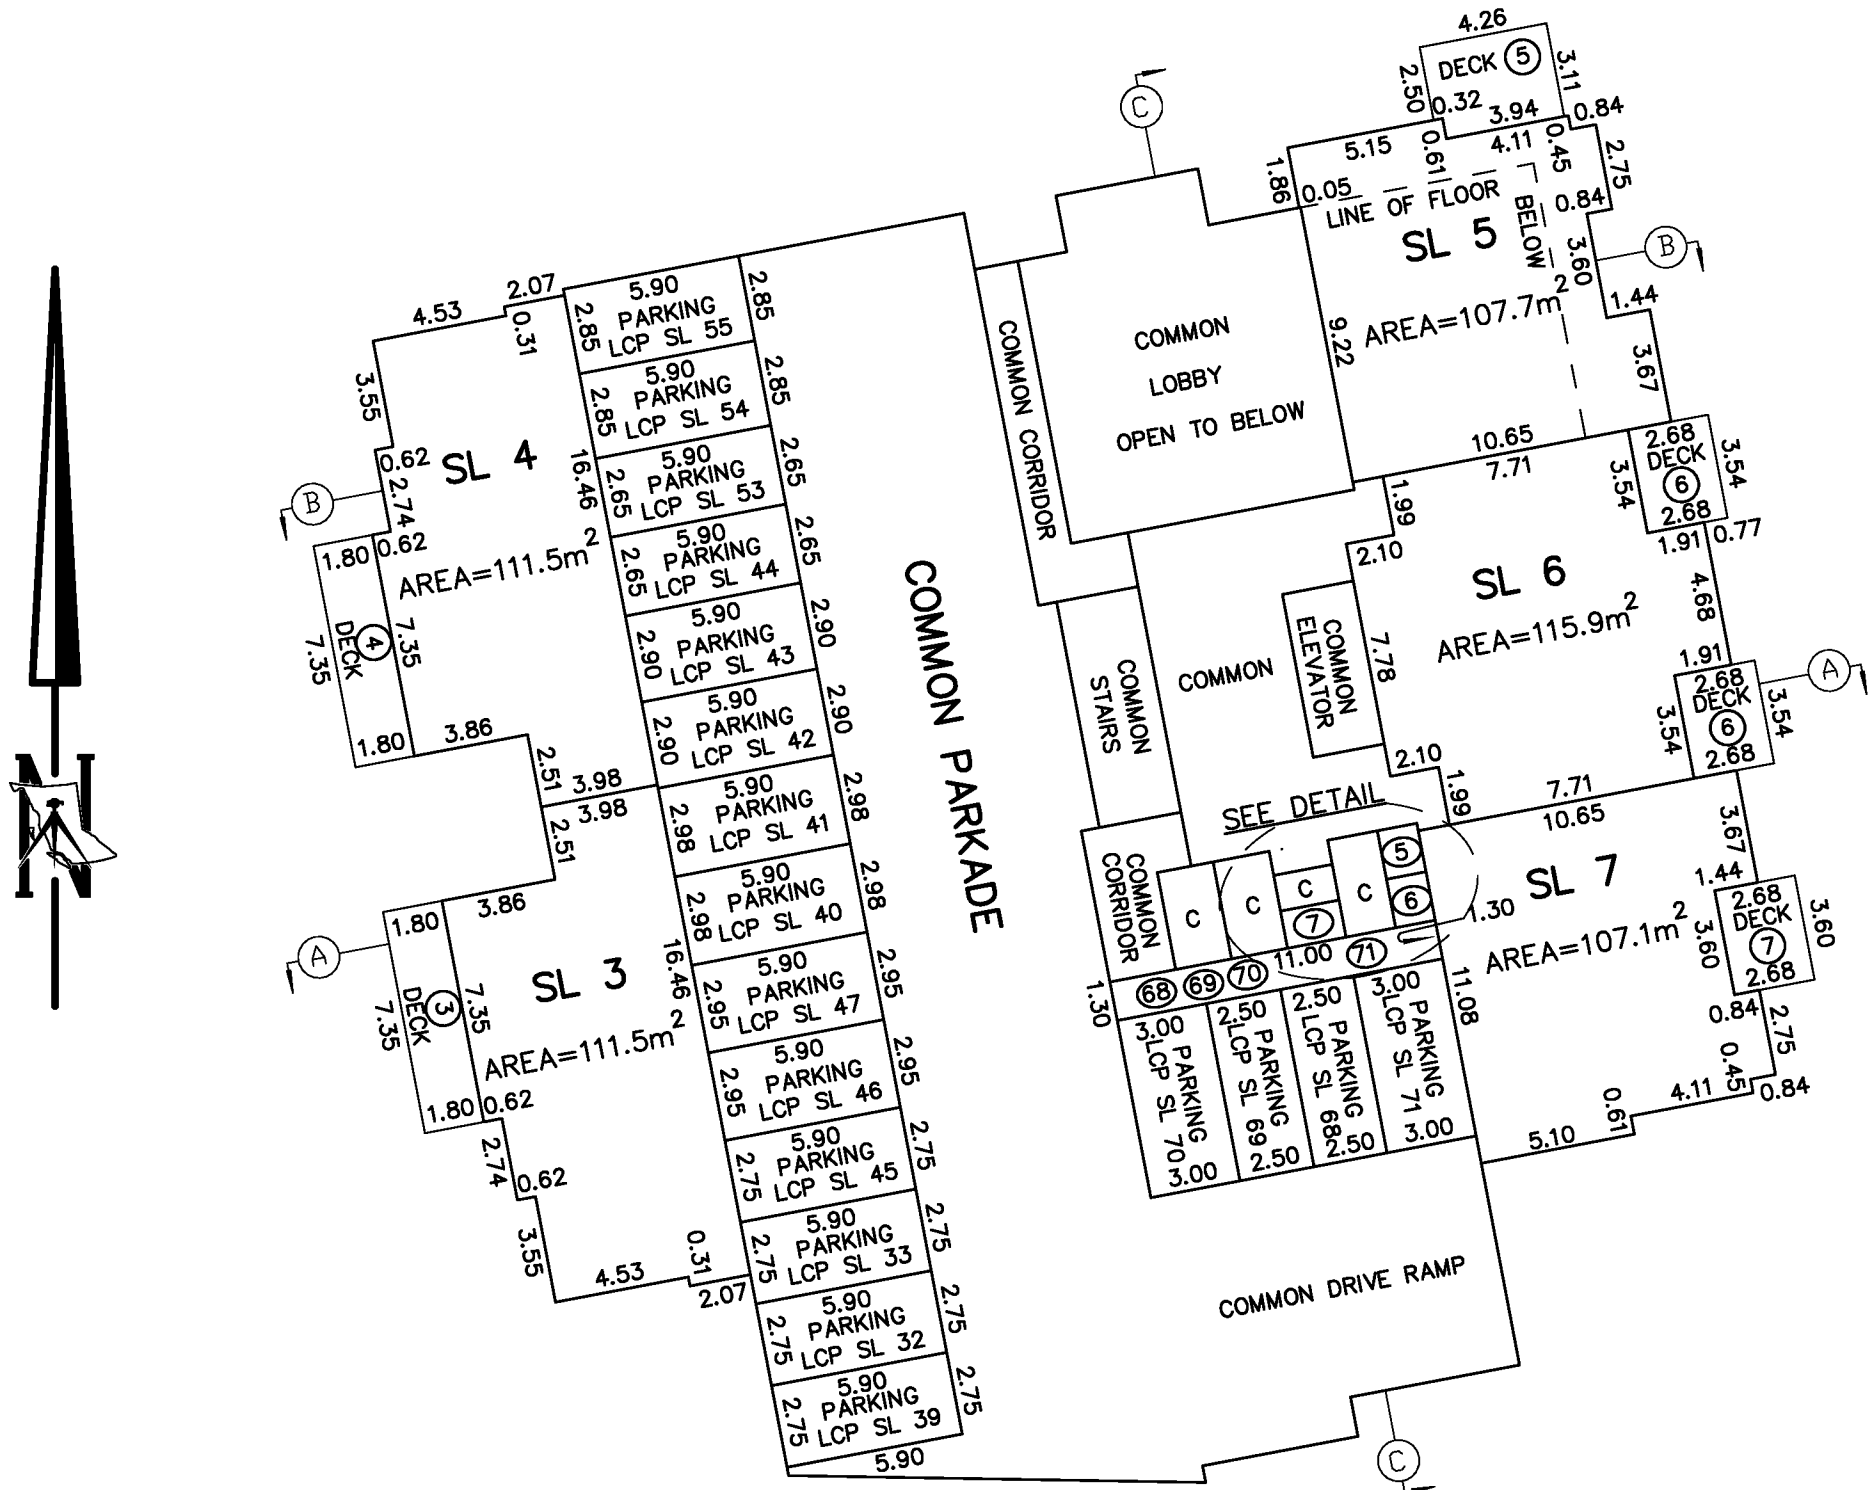 4.26
DECK 5
2.50
3.11
0.32
3.94
0.84
C
5.15
0.61
4.11
0.45
2.75
1.86
0.05
LINE OF FLOOR
BELOW
0.84
SL 5
3.60
B
AREA=107.7m2
1.44
9.22
3.67
10.65
COMMON
LOBBY
OPEN TO BELOW
COMMON CORRIDOR
2.07
4.53
0.31
3.55
0.62
SL 4
16.46
B
2.74
0.62
1.80
AREA=111.5m2
7.35
DECK
4
7.35
1.80
3.86
2.51
3.98
5.90
PARKING
LCP SL 55
2.85
2.85
5.90
PARKING
LCP SL 54
2.85
2.85
5.90
PARKING
LCP SL 53
2.65
2.65
5.90
PARKING
LCP SL 44
2.65
2.65
5.90
PARKING
LCP SL 43
2.90
2.90
5.90
PARKING
LCP SL 42
2.90
2.90
5.90
PARKING
LCP SL 41
2.98
2.98
5.90
PARKING
LCP SL 40
2.98
2.98
5.90
PARKING
LCP SL 47
2.95
2.95
5.90
PARKING
LCP SL 46
2.95
2.95
5.90
PARKING
LCP SL 45
2.75
2.75
5.90
PARKING
LCP SL 33
2.75
2.75
5.90
PARKING
LCP SL 32
2.75
2.75
5.90
PARKING
LCP SL 39
2.75
2.75
5.90
COMMON PARKADE
7.71
1.99
2.10
2.68
DECK
6
2.68
3.54
3.54
1.91
0.77
SL 6
AREA=115.9m2
4.68
1.91
2.68
DECK
6
2.68
3.54
3.54
A
7.78
COMMON
ELEVATOR
COMMON
COMMON
STAIRS
2.10
1.99
7.71
SEE DETAIL
10.65
3.67
1.44
SL 7
AREA=107.1m2
2.68
DECK
7
2.68
3.60
3.60
0.84
2.75
0.45
0.84
4.11
0.61
5.10
11.08
1.30
COMMON
CORRIDOR
C
C
C
7
C
5
6
11.00
68
69
70
71
1.30
3.00
PARKING
LCP SL 70
3.00
2.50
PARKING
LCP SL 69
2.50
2.50
PARKING
LCP SL 68
2.50
3.00
PARKING
LCP SL 71
3.00
COMMON DRIVE RAMP
C
3.98
2.51
3.86
1.80
A
7.35
DECK
3
7.35
SL 3
16.46
AREA=111.5m2
1.80
0.62
2.74
0.62
3.55
4.53
0.31
2.07
N